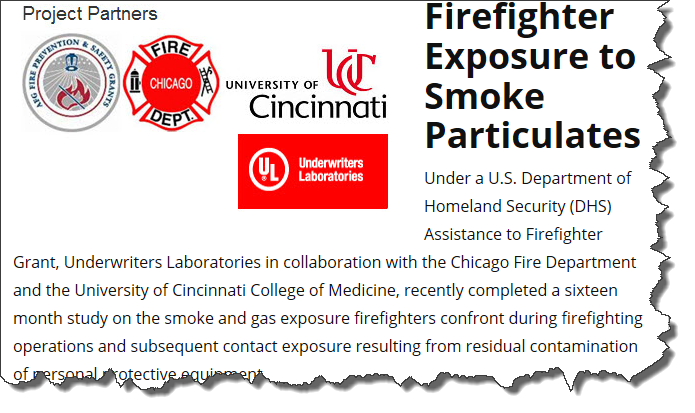 Project Partners
AFG FIRE PREVENTION & SAFETY GRANTS
FIRE
CHICAGO
DEPT.
UNIVERSITY OF
UC
Cincinnati
UL
®
Underwriters
Laboratories
Firefighter
Exposure to
Smoke
Particulates
Under a U.S. Department of
Homeland Security (DHS)
Assistance to Firefighter
Grant, Underwriters Laboratories in collaboration with the Chicago Fire Department
and the University of Cincinnati College of Medicine, recently completed a sixteen
month study on the smoke and gas exposure firefighters confront during firefighting
operations and subsequent contact exposure resulting from residual contamination
of personal protective equipment